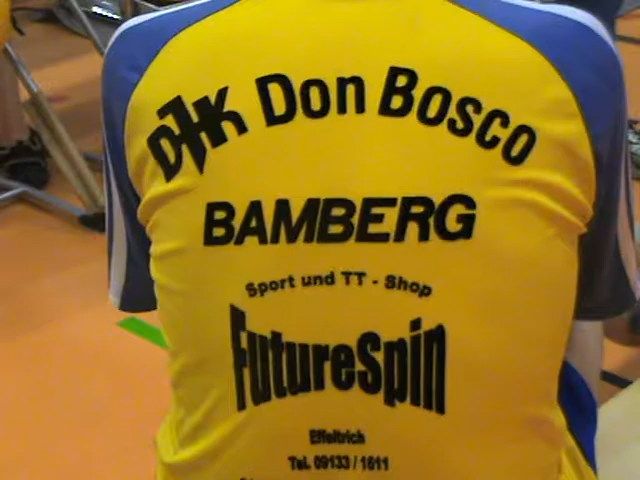 DJK Don Bosco
BAMBERG
Sport und TT - Shop
FutureSpin
Effeltrich
Tel. 09133 / 1611